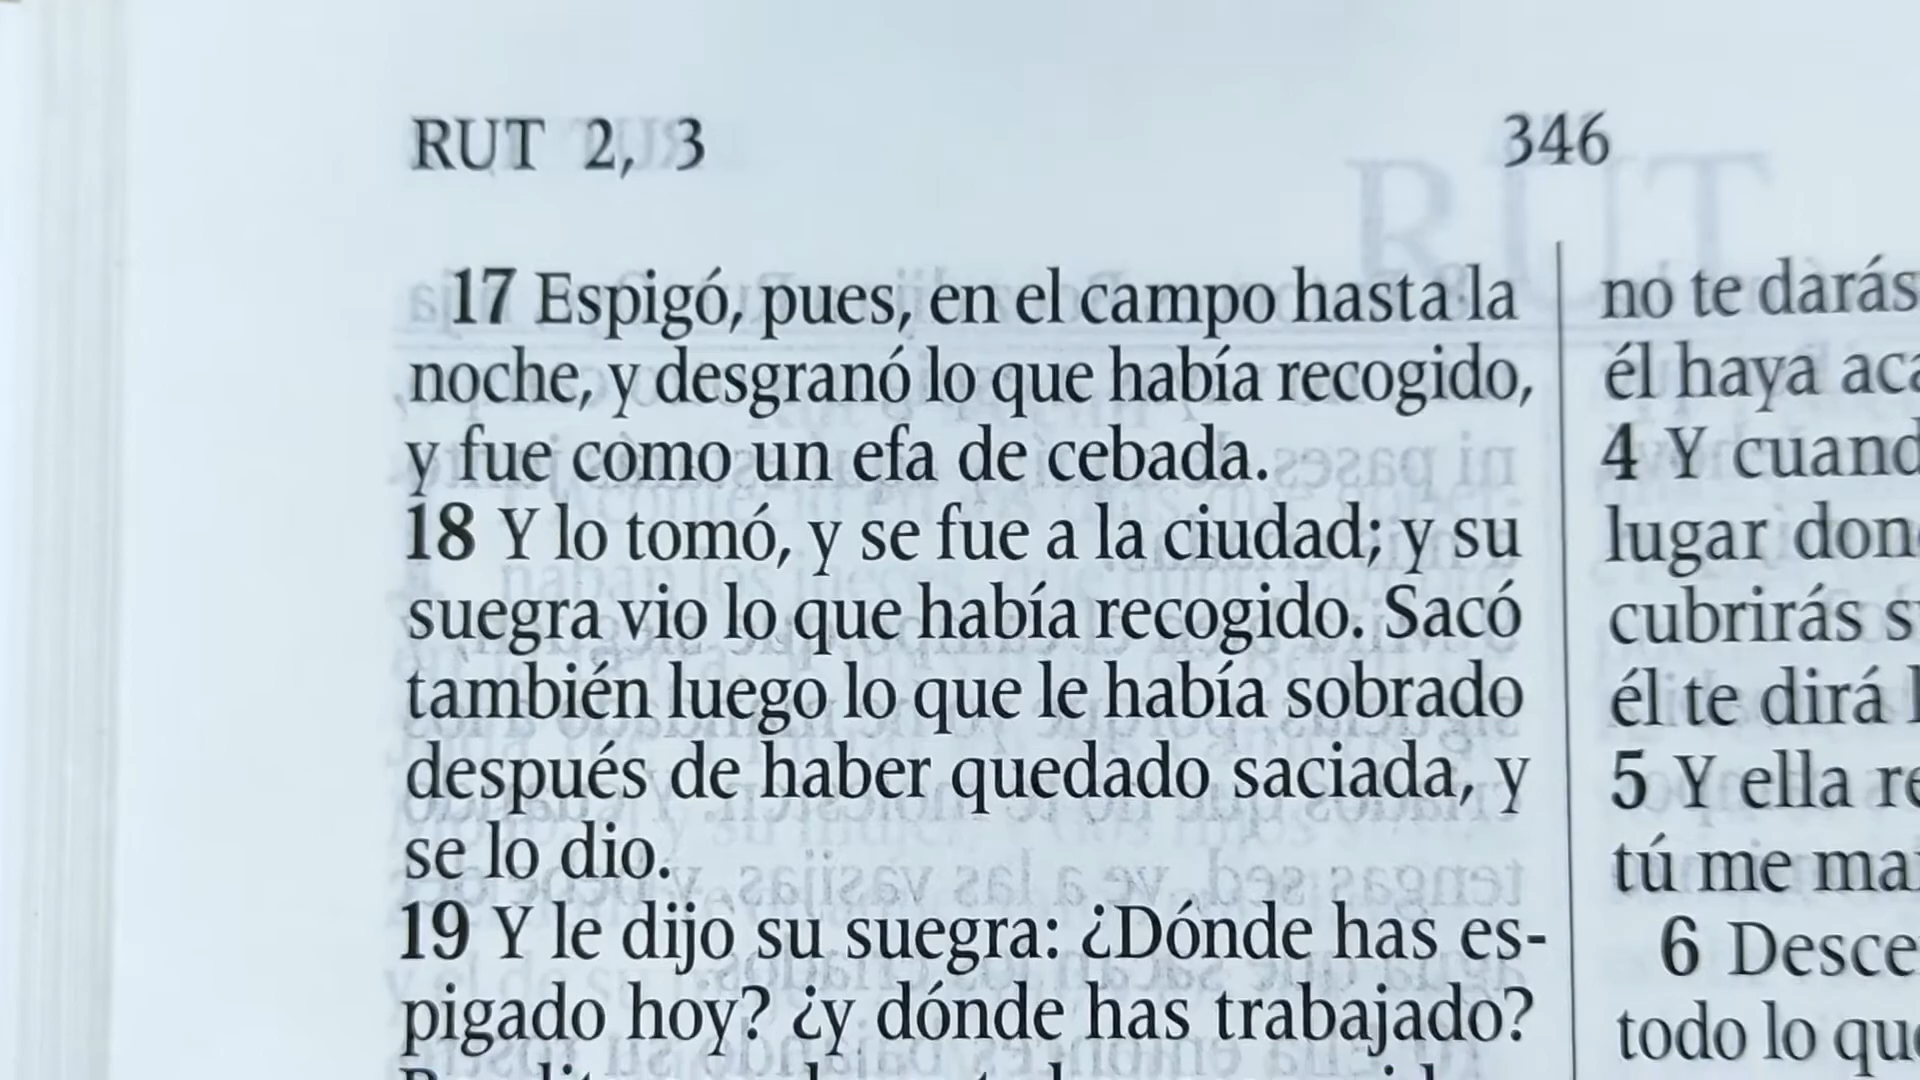 RUT 2, 3
346
17 Espigó, pues, en el campo hasta la
noche, y desgranó lo que había recogido,
y fue como un efa de cebada.
18 Y lo tomó, y se fue a la ciudad; y su
suegra vio lo que había recogido. Sacó
también luego lo que le había sobrado
después de haber quedado saciada, y
se lo dio.
19 Y le dijo su suegra: ¿Dónde has es-
pigado hoy? ¿y dónde has trabajado?
no te darás
él haya
4 Y
lugar
cubrirás
él te dirá
5 Y ella
tú me
6
todo lo